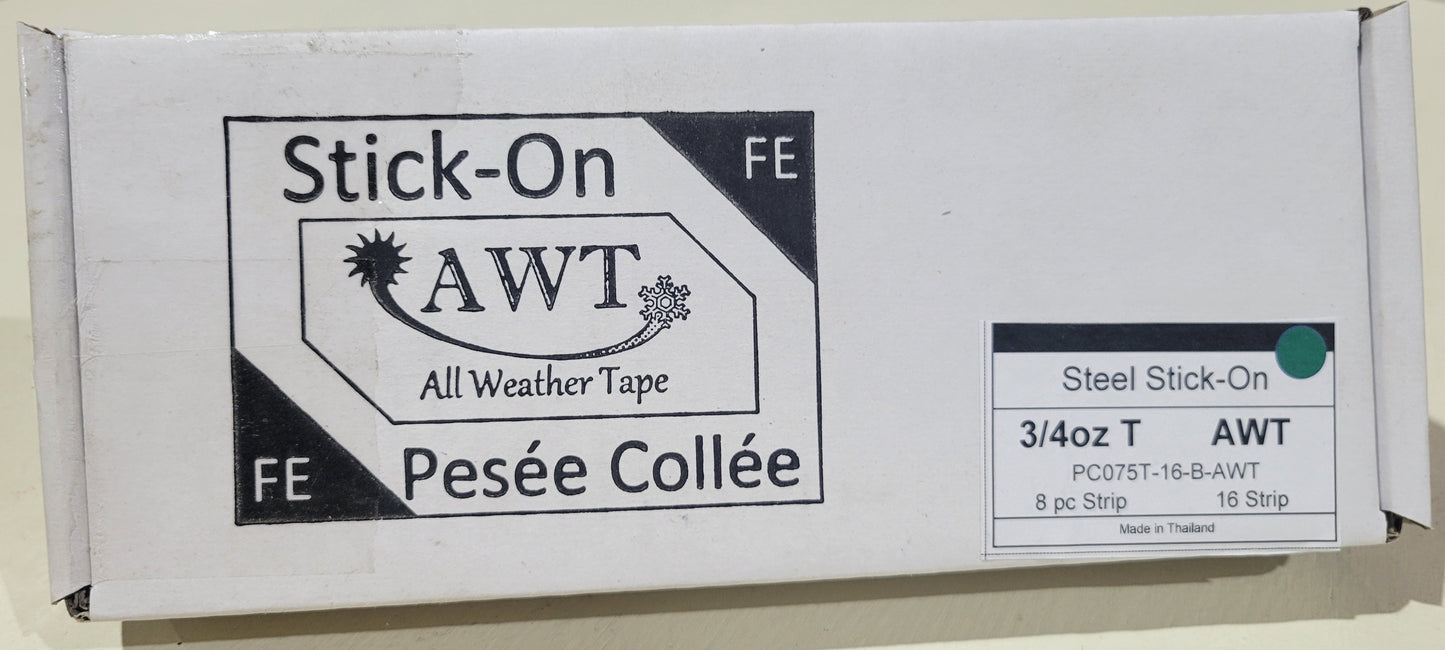 Stick-On
FE
AWT
All Weather Tape
FE
Pesée Collée
Steel Stick-On
3/4oz T AWT
PC075T-16-B-AWT
8 pc Strip 16 Strip
Made in Thailand